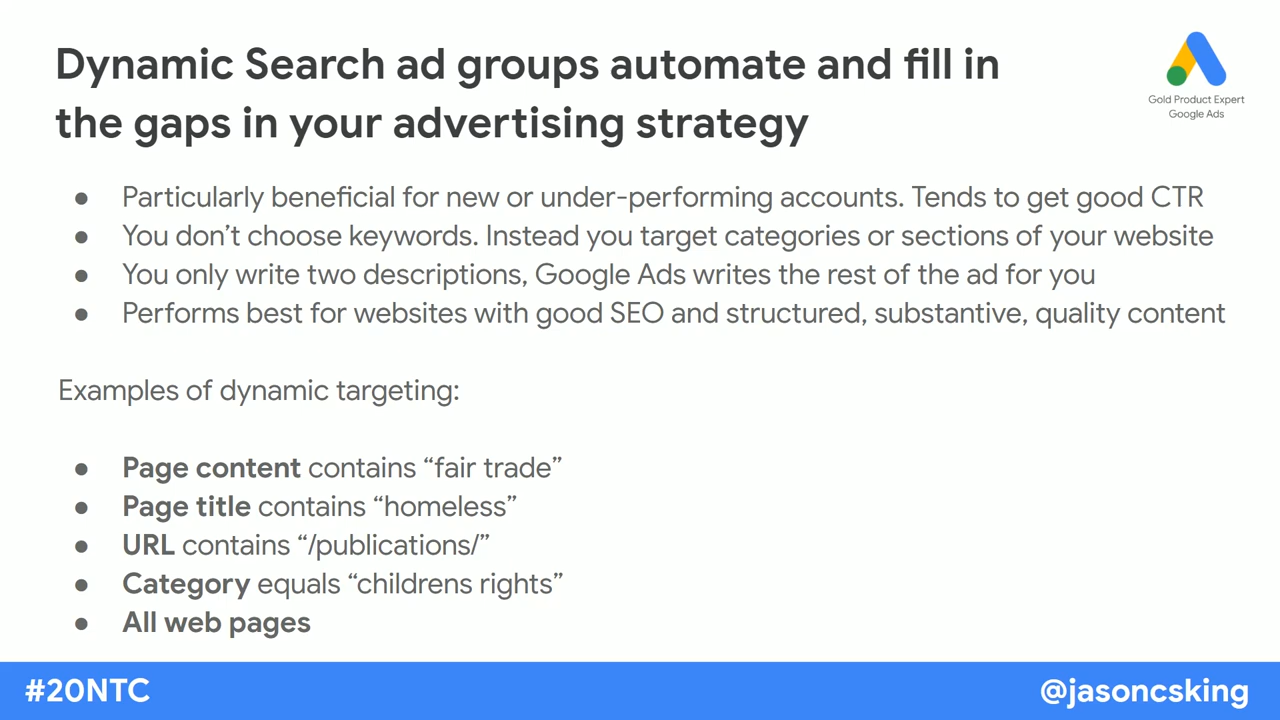 Dynamic Search ad groups automate and fill in
the gaps in your advertising strategy
Gold Product Expert
Google Ads
● Particularly beneficial for new or under-performing accounts. Tends to get good CTR
● You don’t choose keywords. Instead you target categories or sections of your website
● You only write two descriptions, Google Ads writes the rest of the ad for you
● Performs best for websites with good SEO and structured, substantive, quality content
Examples of dynamic targeting:
● Page content contains “fair trade”
● Page title contains “homeless”
● URL contains “/publications/”
● Category equals “childrens rights”
● All web pages
#20NTC
@jasoncsking